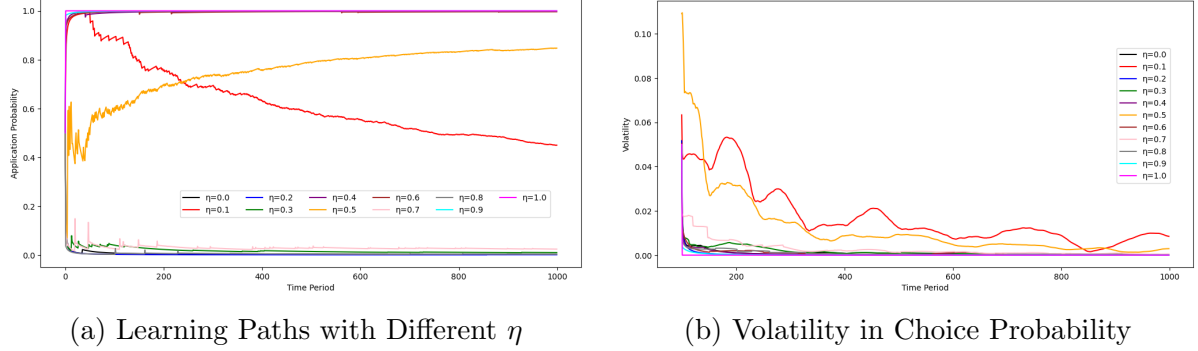 1.0
0.8
0.6
0.4
0.2
0.0
Application Probability
η=0.0 η=0.2 η=0.4 η=0.6 η=0.8 η=1.0
η=0.1 η=0.3 η=0.5 η=0.7 η=0.9
0 200 400 600 800 1000
Time Period
(a) Learning Paths with Different η
0.10
0.08
0.06
0.04
0.02
0.00
Volatility
η=0.0
η=0.1
η=0.2
η=0.3
η=0.4
η=0.5
η=0.6
η=0.7
η=0.8
η=0.9
η=1.0
200 400 600 800 1000
Time Period
(b) Volatility in Choice Probability